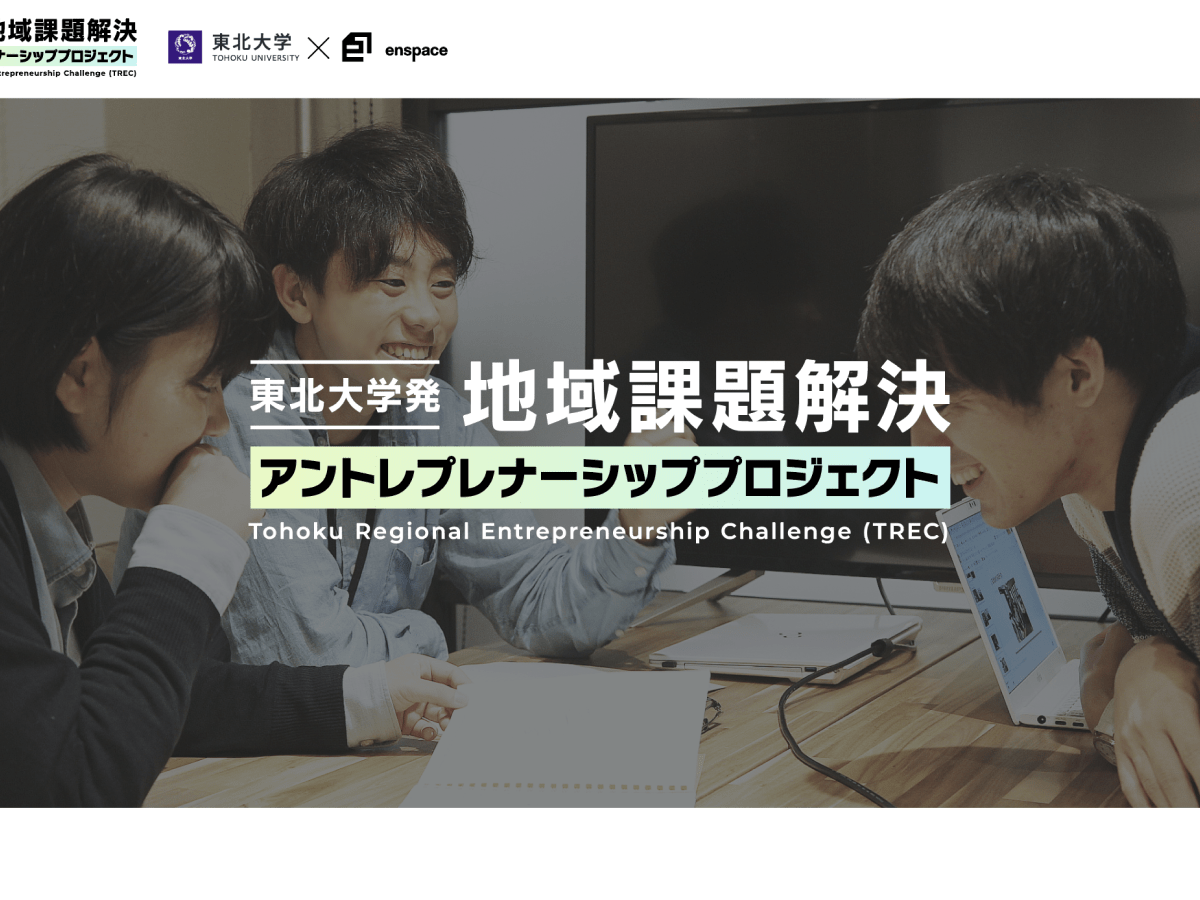 地域課題解決
ナーシッププロジェクト
trepreneurship Challenge (TREC)
東北大学
TOHOKU UNIVERSITY
enspace
東北大学発
地域課題解決
アントレプレナーシッププロジェクト
Tohoku Regional Entrepreneurship Challenge (TREC)